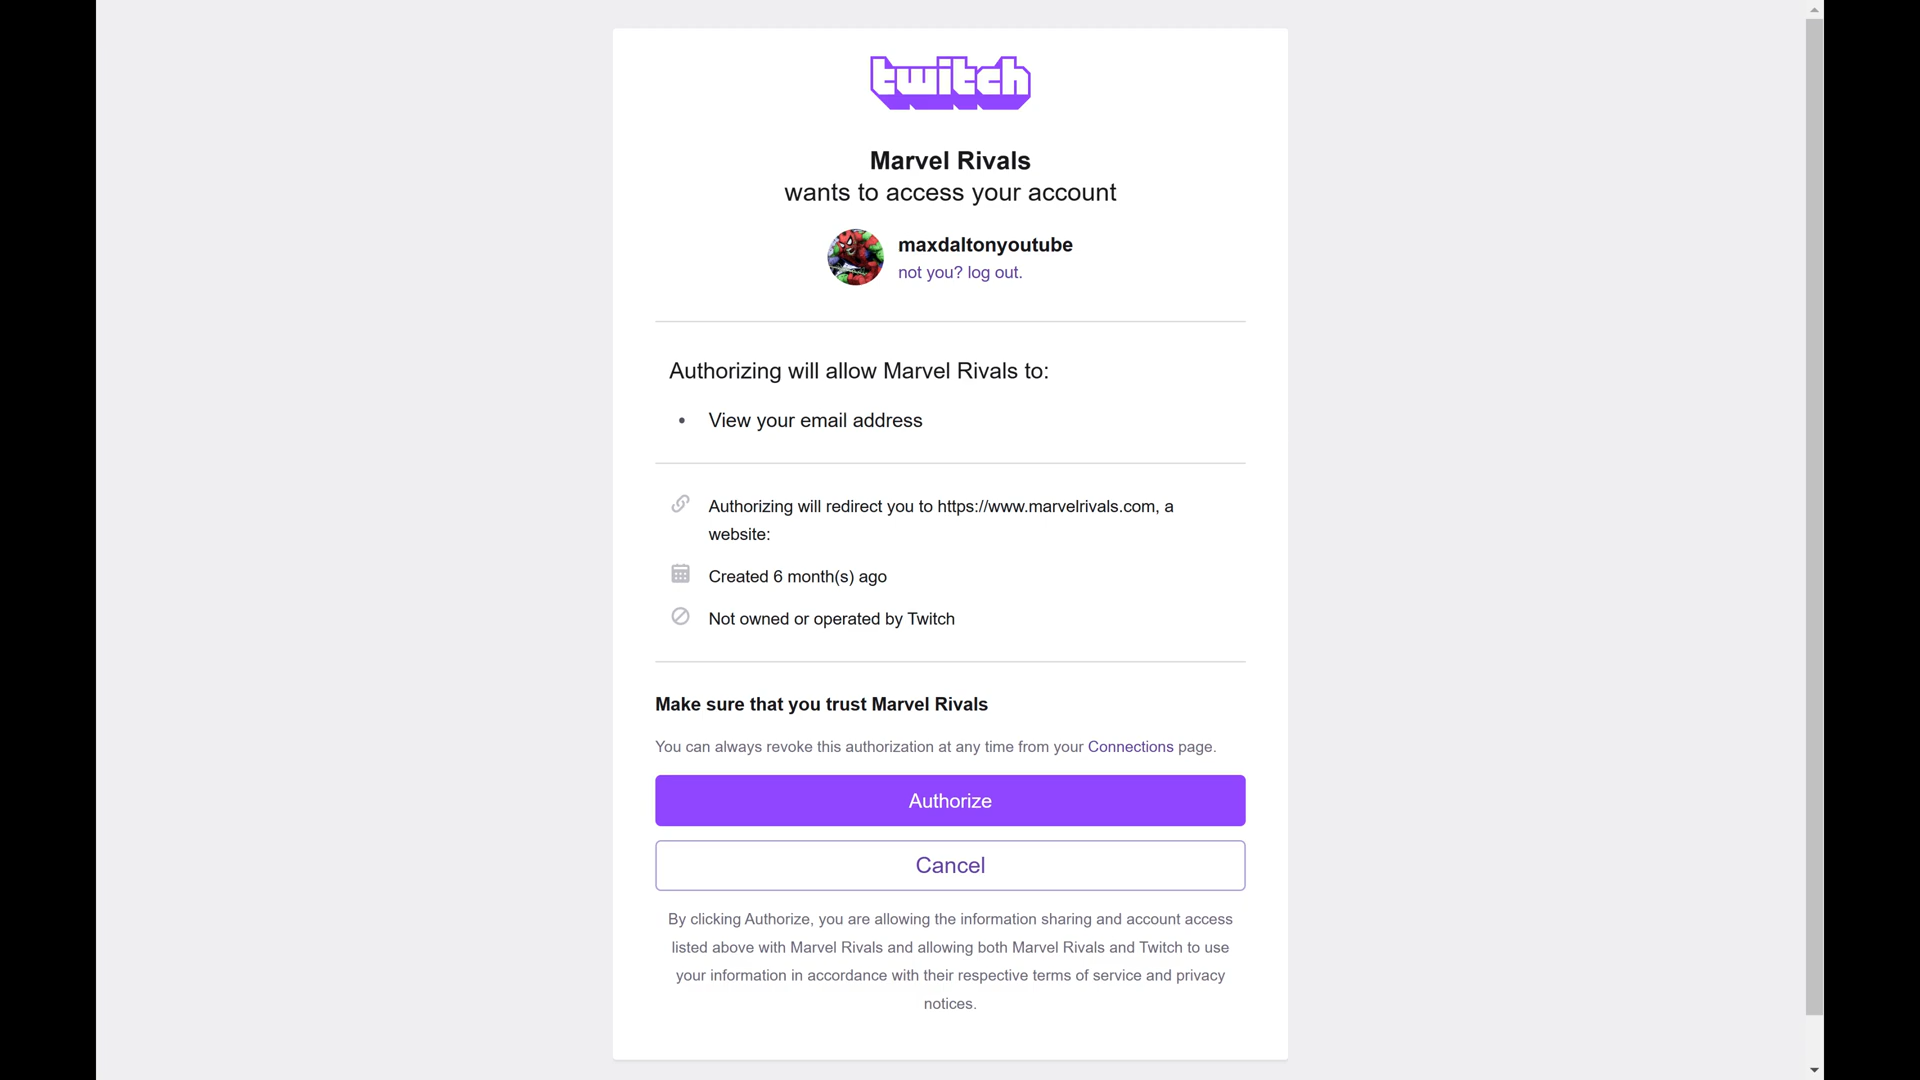 twitch
Marvel Rivals
wants to access your account
maxdaltonyoutube
not you? log out.
Authorizing will allow Marvel Rivals to:
• View your email address
Authorizing will redirect you to https://www.marvelrivals.com, a
website:
Created 6 month(s) ago
Not owned or operated by Twitch
Make sure that you trust Marvel Rivals
You can always revoke this authorization at any time from your Connections page.
Authorize
Cancel
By clicking Authorize, you are allowing the information sharing and account access
listed above with Marvel Rivals and allowing both Marvel Rivals and Twitch to use
your information in accordance with their respective terms of service and privacy
notices.